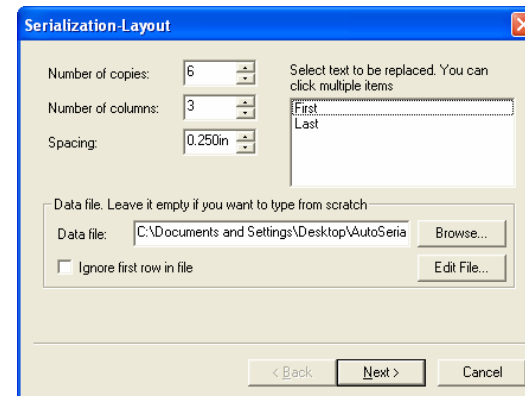 Serialization-Layout
Number of copies: 6
Number of columns: 3
Spacing: 0.250in
Select text to be replaced. You can
click multiple items
First
Last
Data file. Leave it empty if you want to type from scratch
Data file: C:\Documents and Settings\Desktop\AutoSeria Browse...
Ignore first row in file Edit File...
< Back Next > Cancel